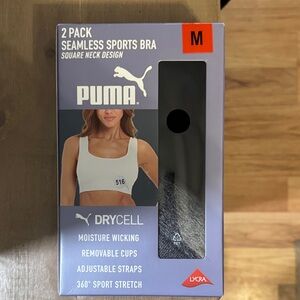 2 PACK
SEAMLESS SPORTS BRA
SQUARE NECK DESIGN
M
PUMA
516
DRYCELL
MOISTURE WICKING
REMOVABLE CUPS
ADJUSTABLE STRAPS
360° SPORT STRETCH
LYCRA